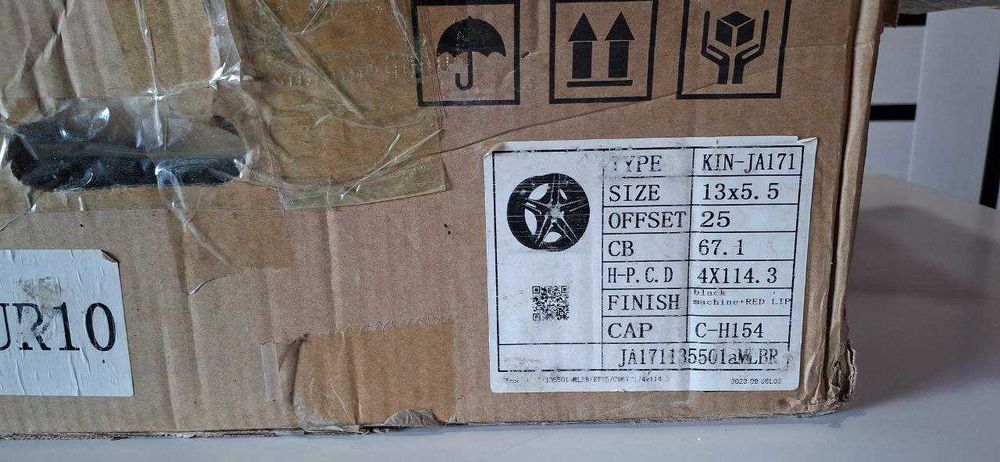 UR10
TYPE KIN-JA171
SIZE 13x5.5
OFFSET 25
CB 67.1
H-P.C.D 4X114.3
FINISH black machine+RED LIP
CAP C-H154
JA171135501aMLBR